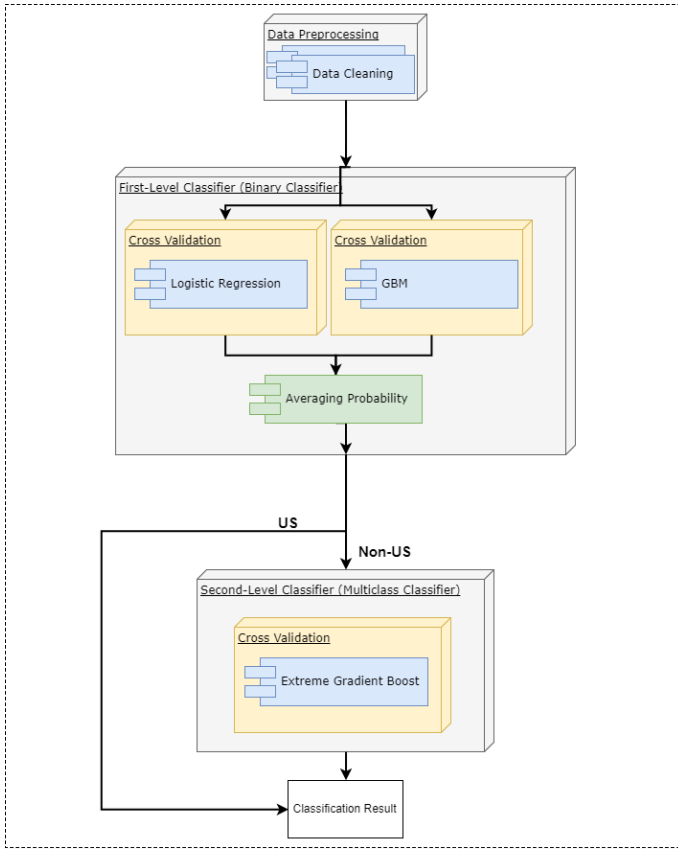 Data Preprocessing
Data Cleaning
First-Level Classifier (Binary Classifier)
Cross Validation
Logistic Regression
Cross Validation
GBM
Averaging Probability
US
Non-US
Second-Level Classifier (Multiclass Classifier)
Cross Validation
Extreme Gradient Boost
Classification Result